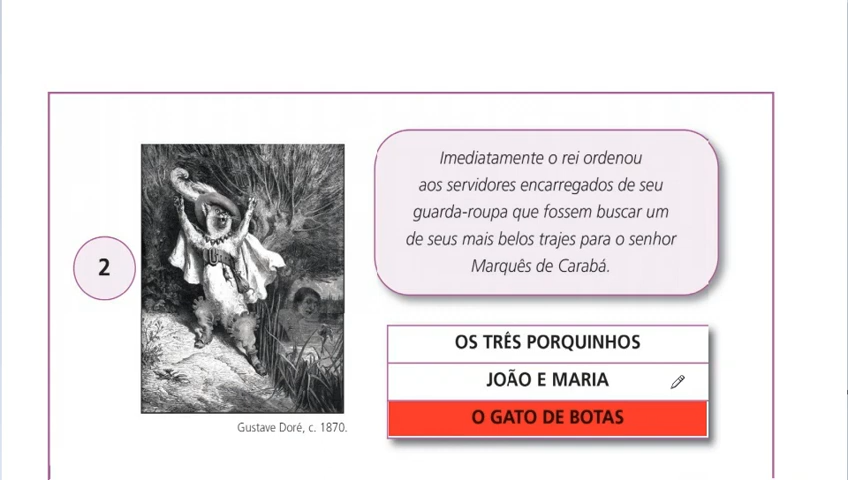 Imediatamente o rei ordenou
aos servidores encarregados de seu
guarda-roupa que fossem buscar um
de seus mais belos trajes para o senhor
Marquês de Carabá.
2
OS TRÊS PORQUINHOS
JOÃO E MARIA
O GATO DE BOTAS
Gustave Doré, c. 1870.